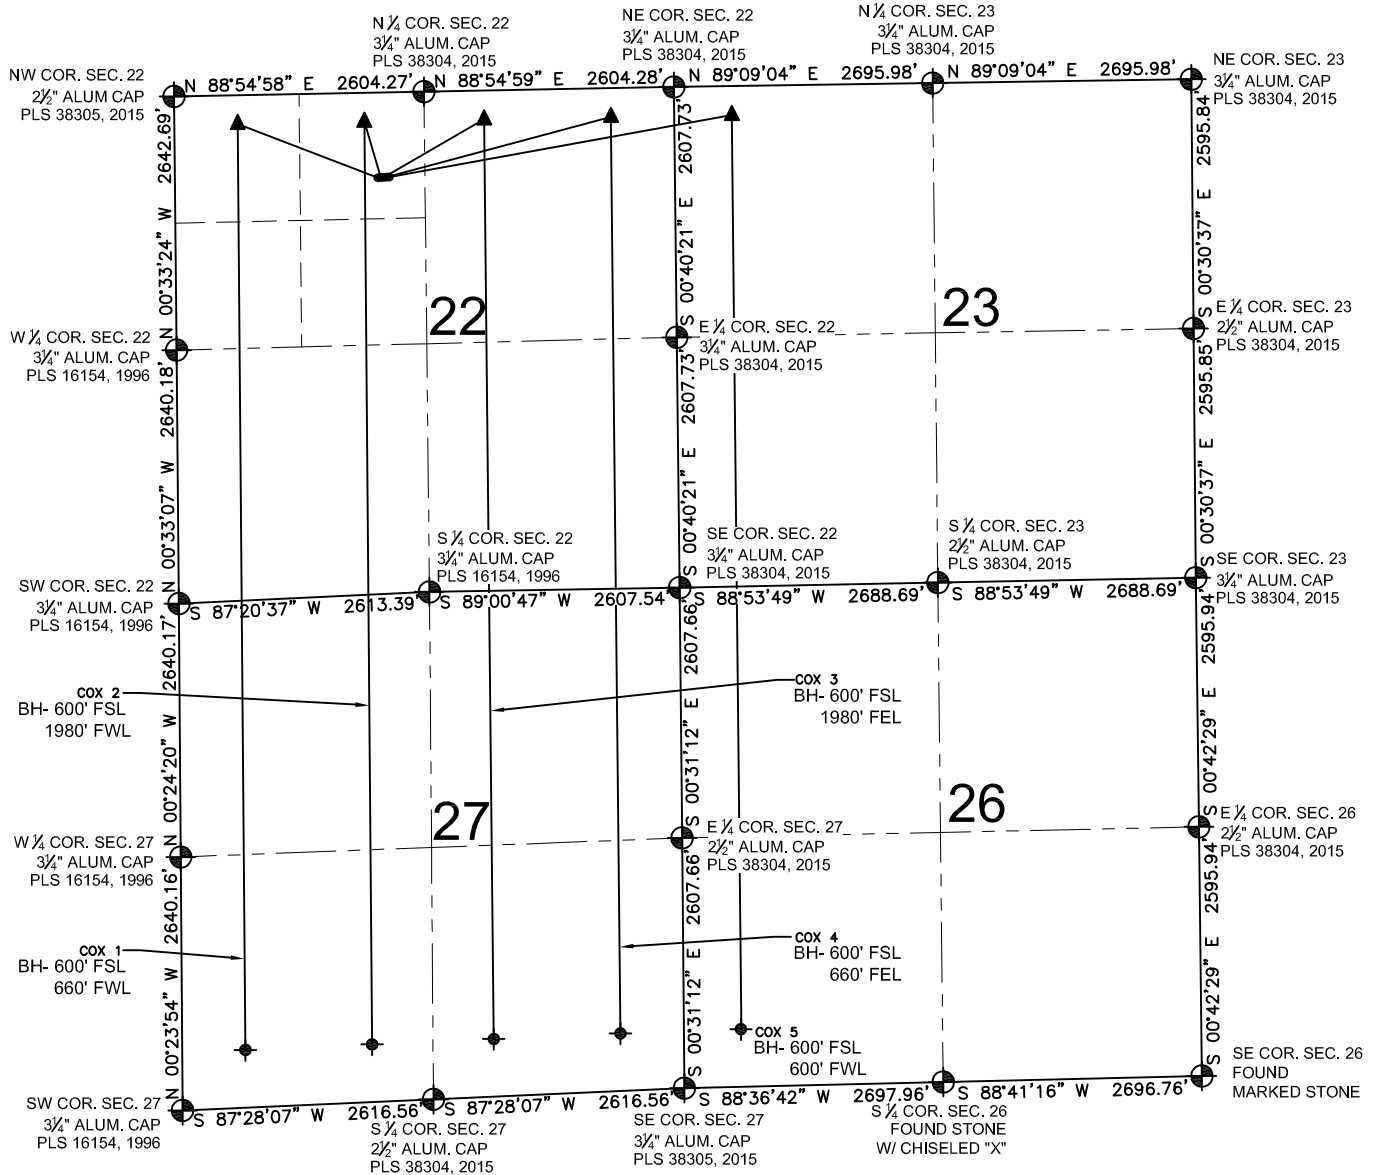 N ¼ COR. SEC. 22
3¼" ALUM. CAP
PLS 38304, 2015
NE COR. SEC. 22
3¼" ALUM. CAP
PLS 38304, 2015
N ¼ COR. SEC. 23
3¼" ALUM. CAP
PLS 38304, 2015
NW COR. SEC. 22
2½" ALUM CAP
PLS 38305, 2015
NE COR. SEC. 23
3¼" ALUM. CAP
PLS 38304, 2015
N 88°54'58" E 2604.27'
N 88°54'59" E 2604.28'
N 89°09'04" E 2695.98'
N 89°09'04" E 2695.98'
N 00°33'24" W 2642.69'
S 00°40'21" E 2607.73'
S 00°30'37" E 2595.84'
22
23
W ¼ COR. SEC. 22
3¼" ALUM. CAP
PLS 16154, 1996
E ¼ COR. SEC. 22
3¼" ALUM. CAP
PLS 38304, 2015
E ¼ COR. SEC. 23
2½" ALUM. CAP
PLS 38304, 2015
N 00°33'07" W 2640.18'
S 00°40'21" E 2607.73'
S 00°30'37" E 2595.85'
S ¼ COR. SEC. 22
3¼" ALUM. CAP
PLS 16154, 1996
SE COR. SEC. 22
3¼" ALUM. CAP
PLS 38304, 2015
S ¼ COR. SEC. 23
2½" ALUM. CAP
PLS 38304, 2015
SW COR. SEC. 22
3¼" ALUM. CAP
PLS 16154, 1996
SE COR. SEC. 23
3¼" ALUM. CAP
PLS 38304, 2015
S 87°20'37" W 2613.39'
S 89°00'47" W 2607.54'
S 88°53'49" W 2688.69'
S 88°53'49" W 2688.69'
N 00°24'20" W 2640.17'
S 00°31'12" E 2607.66'
S 00°42'29" E 2595.94'
COX 2
BH- 600' FSL
1980' FWL
COX 3
BH- 600' FSL
1980' FEL
27
26
W ¼ COR. SEC. 27
3¼" ALUM. CAP
PLS 16154, 1996
E ¼ COR. SEC. 27
2½" ALUM. CAP
PLS 38304, 2015
E ¼ COR. SEC. 26
2½" ALUM. CAP
PLS 38304, 2015
N 00°23'54" W 2640.16'
S 00°31'12" E 2607.66'
S 00°42'29" E 2595.94'
COX 1
BH- 600' FSL
660' FWL
COX 4
BH- 600' FSL
660' FEL
COX 5
BH- 600' FSL
600' FWL
SE COR. SEC. 26
FOUND
MARKED STONE
SW COR. SEC. 27
3¼" ALUM. CAP
PLS 16154, 1996
S 87°28'07" W 2616.56'
S 87°28'07" W 2616.56'
S 88°36'42" W 2697.96'
S 88°41'16" W 2696.76'
S ¼ COR. SEC. 27
2½" ALUM. CAP
PLS 38304, 2015
SE COR. SEC. 27
3¼" ALUM. CAP
PLS 38305, 2015
S ¼ COR. SEC. 26
FOUND STONE
W/ CHISELED "X"